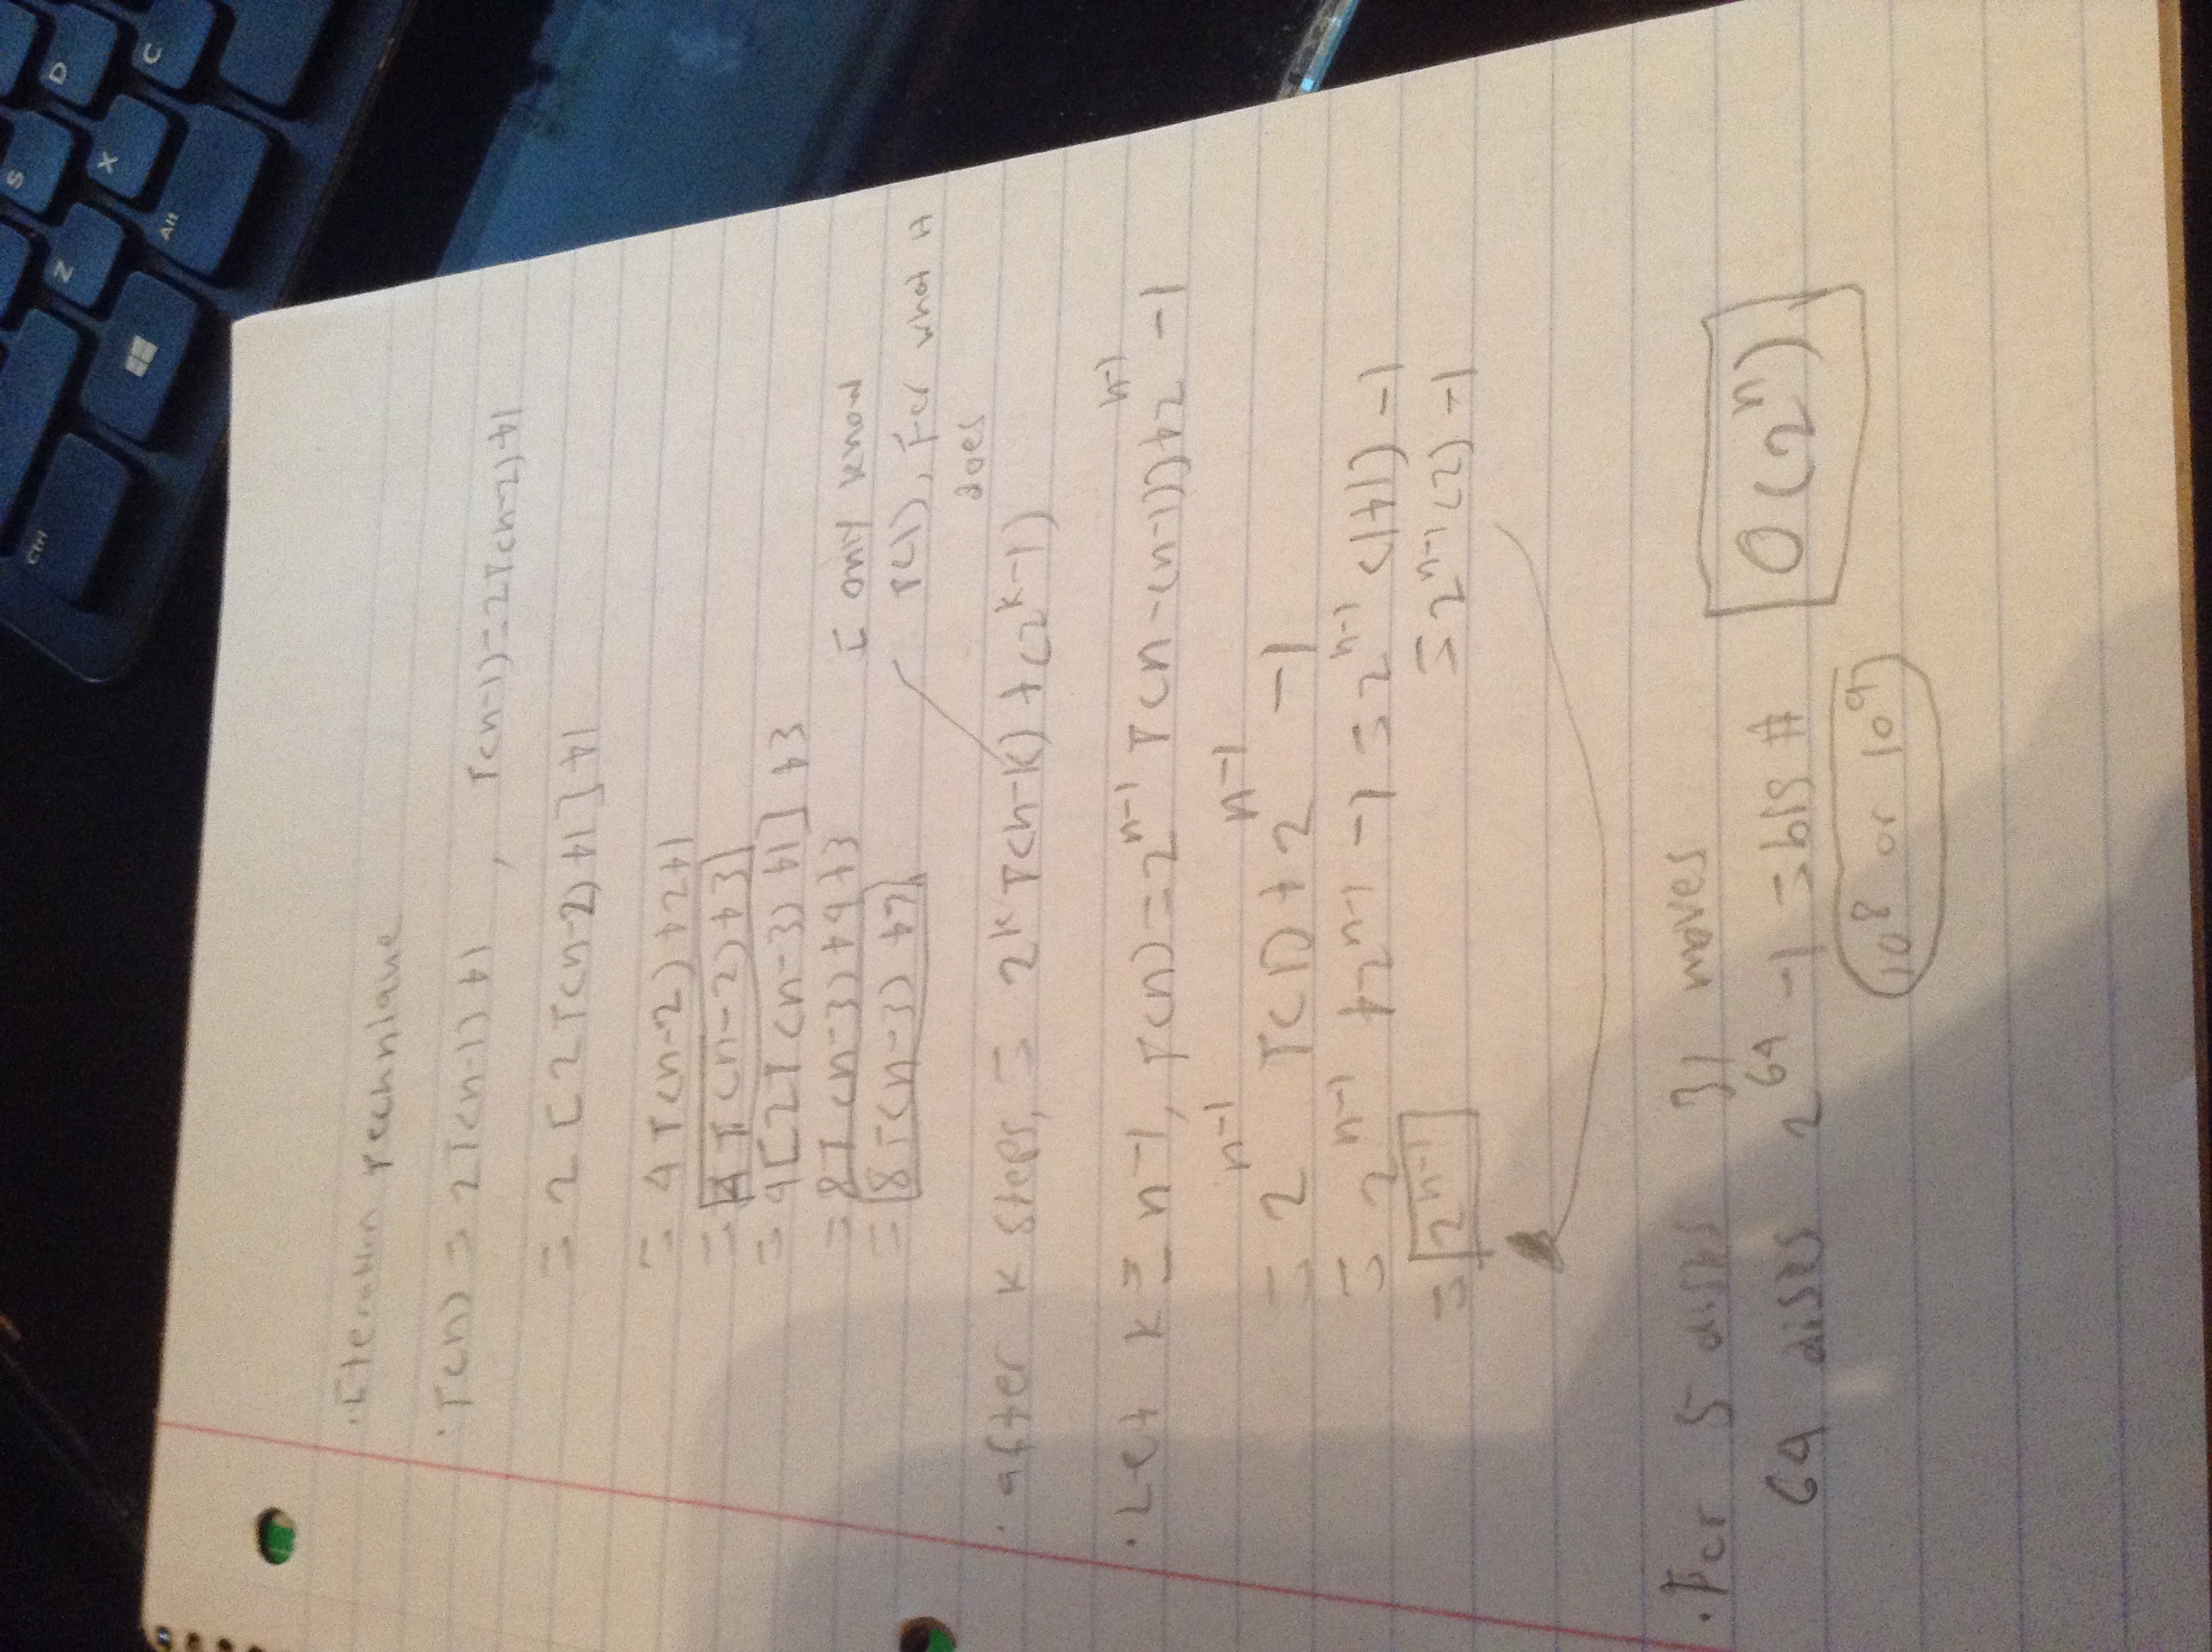 Ctrl
Z
S
D
X
C
Alt
· Iteration Technique
· T(n) = 2T(n-1)+1 , T(n-1)=2T(n-2)+1
= 2[2T(n-2)+1]+1
= 4T(n-2)+2+1
= 4T(n-2)+3
= 4[2T(n-3)+1]+3
= 8T(n-3)+4+3
= 8T(n-3)+7
I only know
T(1), For what it
does
· after k steps, = 2^k T(n-k)+(2^k-1)
· Let k = n-1, T(n)=2^{n-1} T(n-(n-1))+2^{n-1} -1
= 2^{n-1} T(1)+2^{n-1} -1
= 2^{n-1} +2^{n-1} -1 = 2^{n-1}(1+1)-1
= 2^{n-1} = 2^{n-1}(2)-1
· For 5 disks 31 moves
64 disks 2^{64} -1 = big #
10^8 or 10^9
O(2^n)